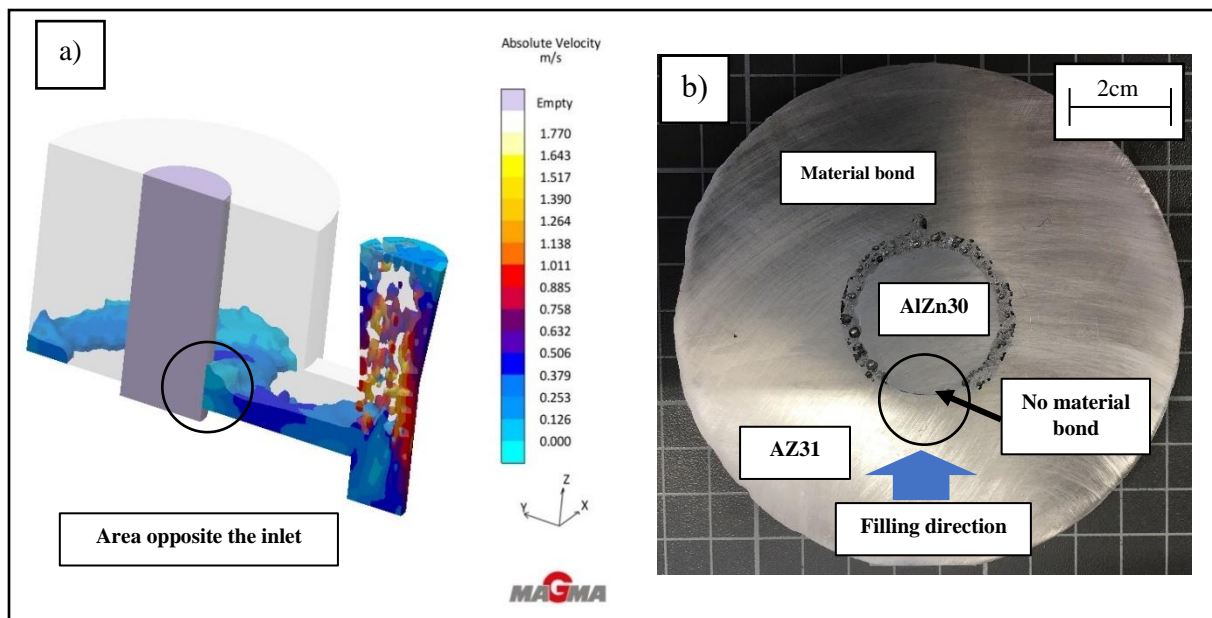 a)
Absolute Velocity
m/s
Empty
1.770
1.643
1.517
1.390
1.264
1.138
1.011
0.885
0.758
0.632
0.506
0.379
0.253
0.126
0.000
Z
Y
X
Area opposite the inlet
MAGMA
b)
2cm
Material bond
AlZn30
No material
bond
AZ31
Filling direction